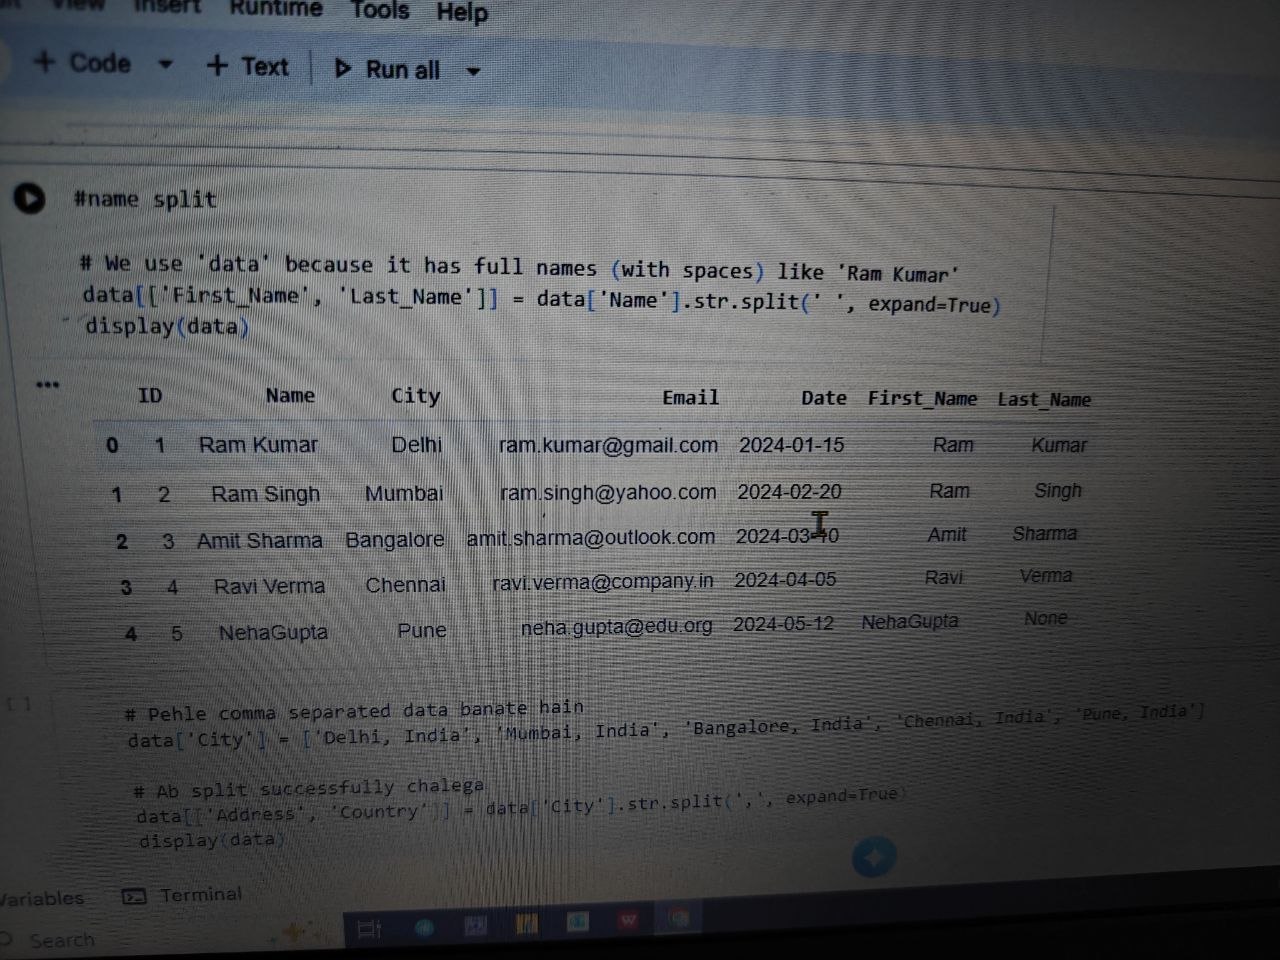 View Insert Runtime Tools Help
+ Code + Text Run all
#name split
# We use 'data' because it has full names (with spaces) like 'Ram Kumar'
data[['First_Name', 'Last_Name']] = data['Name'].str.split(' ', expand=True)
display(data)
ID Name City Email Date First_Name Last_Name
0 1 Ram Kumar Delhi ram.kumar@gmail.com 2024-01-15 Ram Kumar
1 2 Ram Singh Mumbai ram.singh@yahoo.com 2024-02-20 Ram Singh
2 3 Amit Sharma Bangalore amit.sharma@outlook.com 2024-03-10 Amit Sharma
3 4 Ravi Verma Chennai ravi.verma@company.in 2024-04-05 Ravi Verma
4 5 NehaGupta Pune neha.gupta@edu.org 2024-05-12 NehaGupta None
[ ]
# Pehle comma separated data banate hain
data['City'] = ['Delhi, India', 'Mumbai, India', 'Bangalore, India', 'Chennai, India', 'Pune, India']
# Ab split successfully chalega
data[['Address', 'Country']] = data['City'].str.split(',', expand=True)
display(data)
Variables Terminal
Search